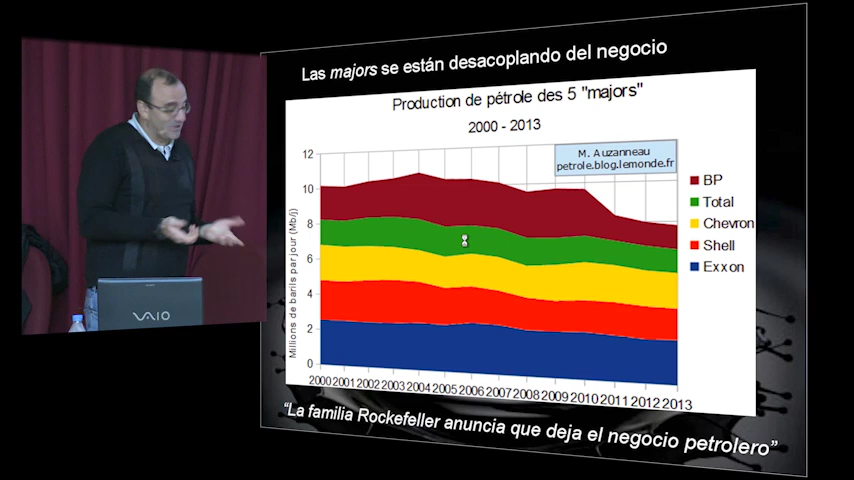 Las majors se están desacoplando del negocio
Production de pétrole des 5 "majors"
2000 - 2013
M. Auzanneau
petrole.blog.lemonde.fr
Millions de barils par jour (Mb/j)
12
10
8
6
4
2
0
2000 2001 2002 2003 2004 2005 2006 2007 2008 2009 2010 2011 2012 2013
BP
Total
Chevron
Shell
Exxon
"La familia Rockefeller anuncia que deja el negocio petrolero"
VAIO